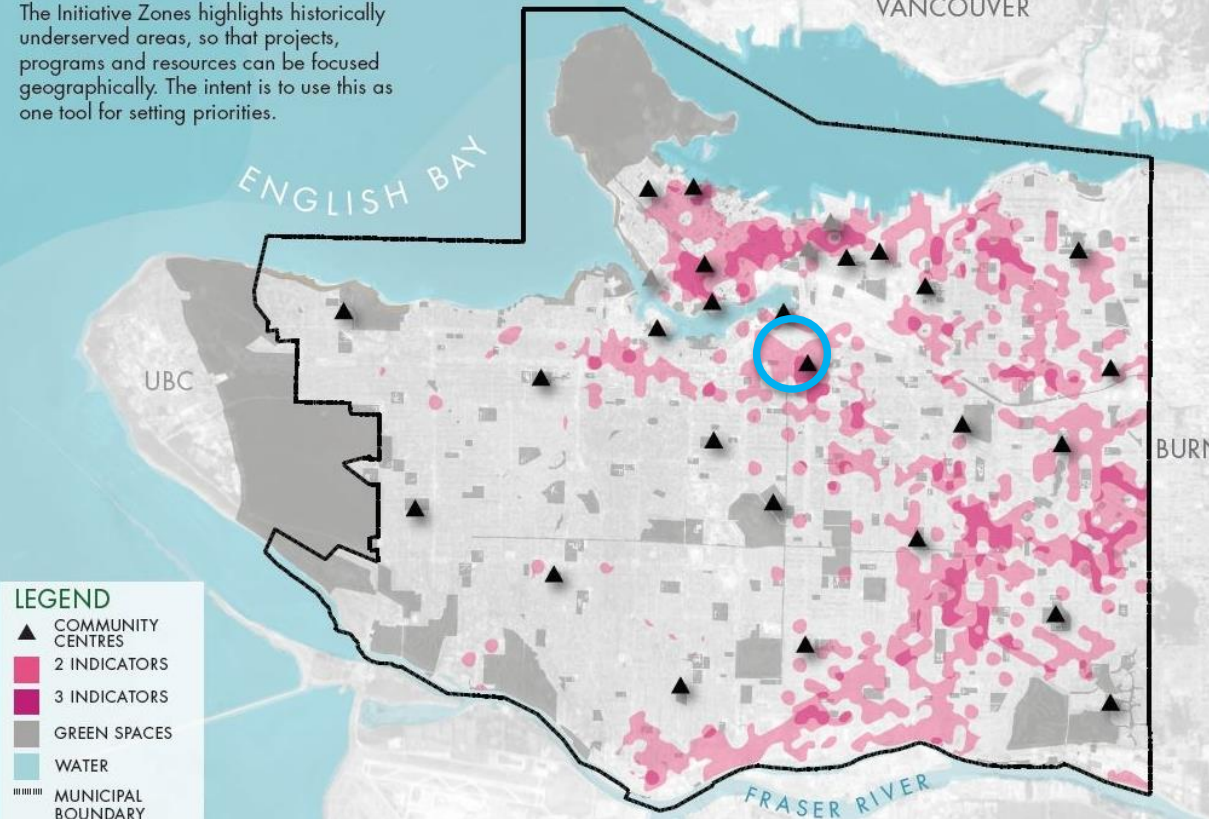 The Initiative Zones highlights historically
underserved areas, so that projects,
programs and resources can be focused
geographically. The intent is to use this as
one tool for setting priorities.
VANCOUVER
ENGLISH BAY
UBC
BURN
LEGEND
COMMUNITY
CENTRES
2 INDICATORS
3 INDICATORS
GREEN SPACES
WATER
MUNICIPAL
BOUNDARY
FRASER RIVER